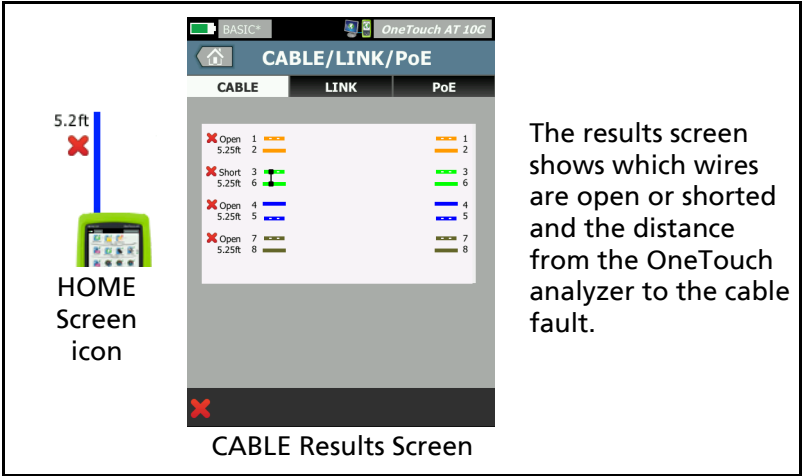 BASIC*
OneTouch AT 10G
CABLE/LINK/PoE
CABLE LINK PoE
5.2ft
Open 1 1
5.25ft 2 2
Short 3 3
5.25ft 6 6
Open 4 4
5.25ft 5 5
Open 7 7
5.25ft 8 8
HOME
Screen
icon
CABLE Results Screen
The results screen
shows which wires
are open or shorted
and the distance
from the OneTouch
analyzer to the cable
fault.